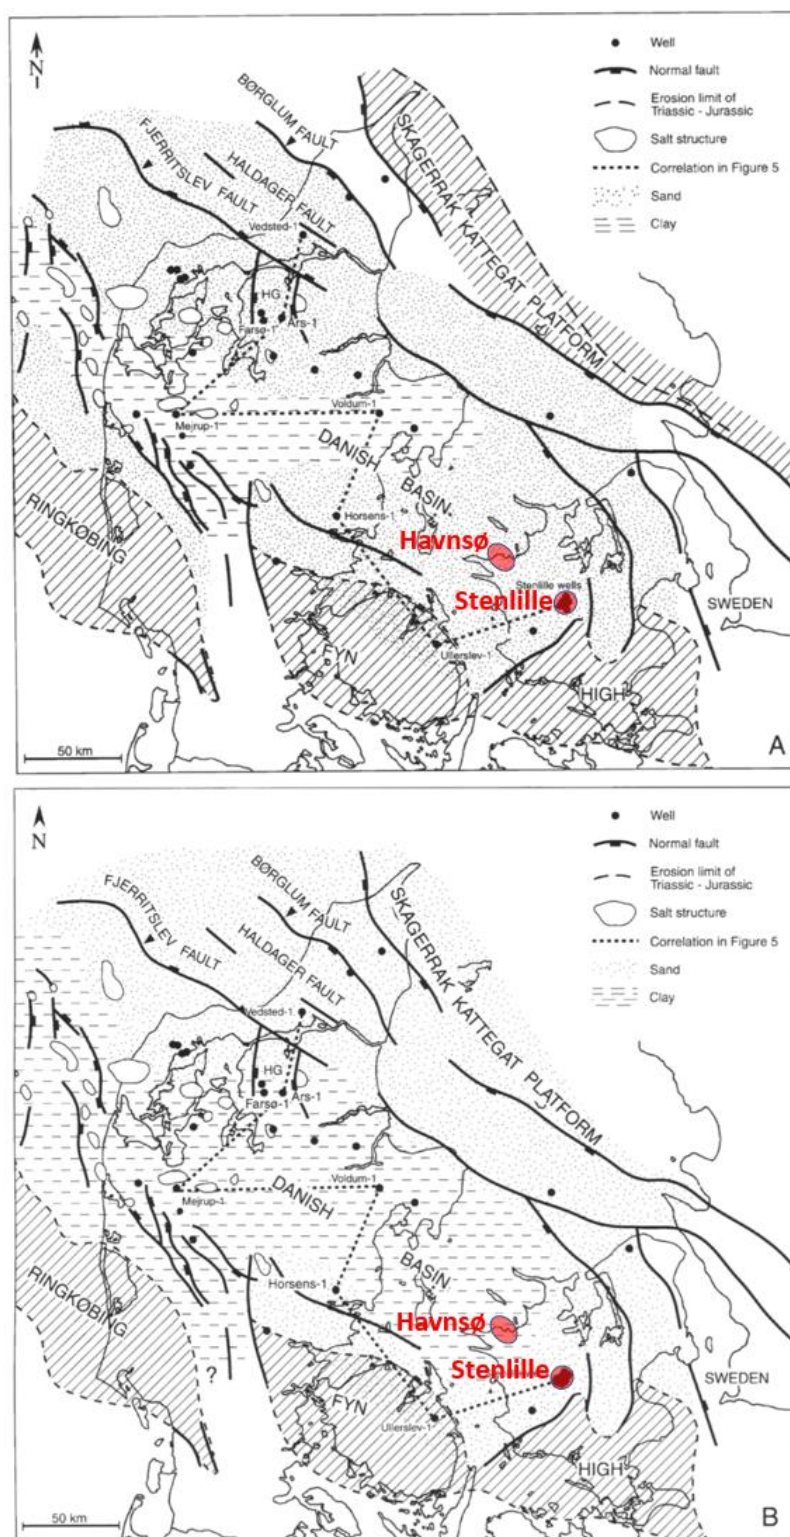 N
Well
Normal fault
Erosion limit of
Triassic - Jurassic
Salt structure
Correlation in Figure 5
Sand
Clay
BØRGLUM FAULT
FJERRITSLEV FAULT
HALDAGER FAULT
SKAGERRAK KATTEGAT PLATFORM
Vedsted-1
HG
Farsø-1
Års-1
Voldum-1
Mejrup-1
DANISH
BASIN
RINGKØBING
Horsens-1
Havnsø
Stenlille wells
Stenlille
SWEDEN
FYN
Ullerslev-1
HIGH
50 km
A
N
Well
Normal fault
Erosion limit of
Triassic - Jurassic
Salt structure
Correlation in Figure 5
Sand
Clay
BØRGLUM FAULT
FJERRITSLEV FAULT
HALDAGER FAULT
SKAGERRAK KATTEGAT PLATFORM
Vedsted-1
HG
Farsø-1
Års-1
Voldum-1
Mejrup-1
DANISH
BASIN
RINGKØBING
Horsens-1
Havnsø
Stenlille
?
SWEDEN
FYN
Ullerslev-1
HIGH
50 km
B